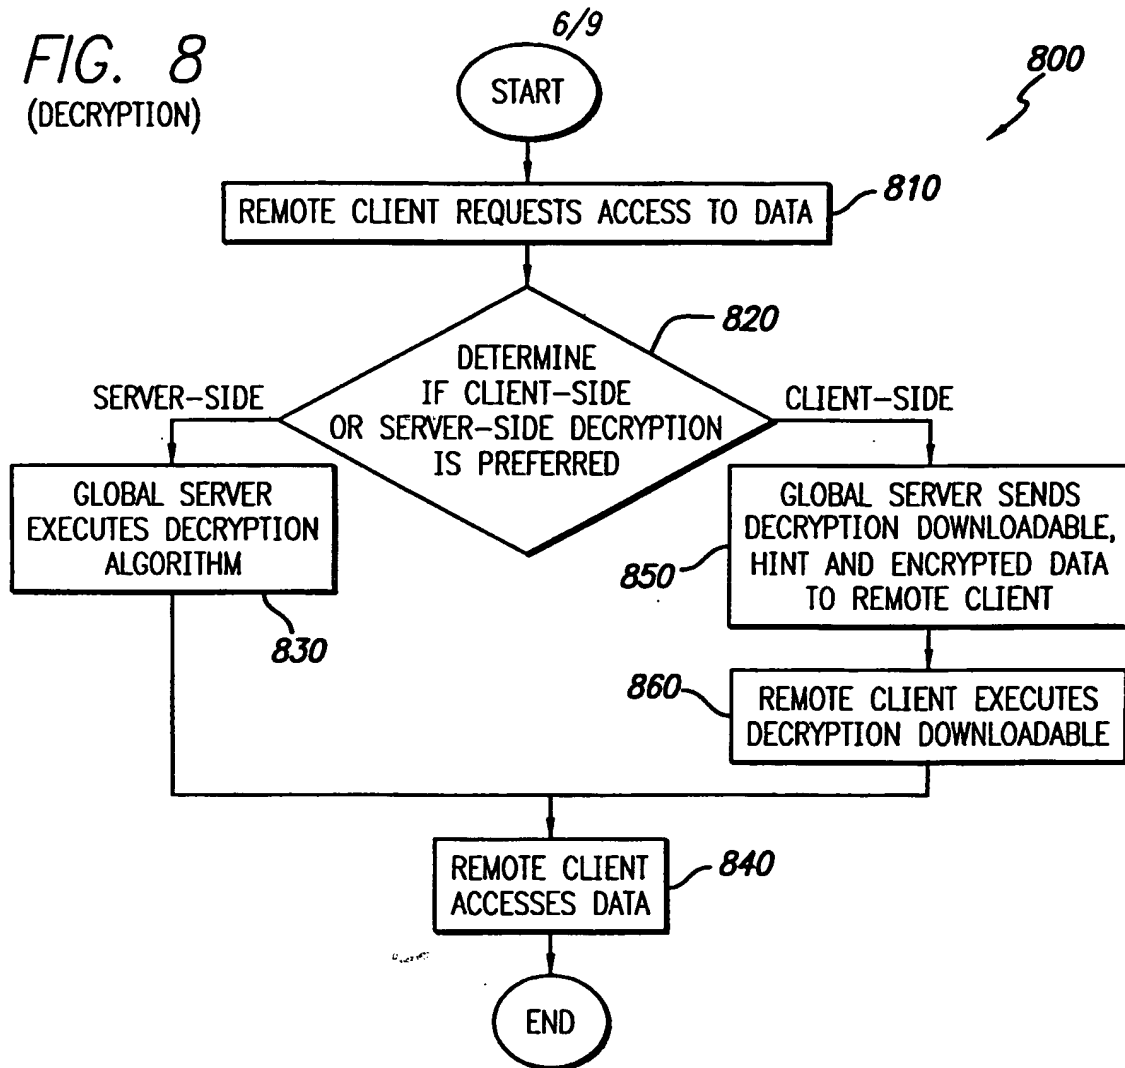 6/9
FIG. 8
(DECRYPTION)
800
START
REMOTE CLIENT REQUESTS ACCESS TO DATA
810
820
DETERMINE
IF CLIENT-SIDE
OR SERVER-SIDE DECRYPTION
IS PREFERRED
SERVER-SIDE
CLIENT-SIDE
GLOBAL SERVER
EXECUTES DECRYPTION
ALGORITHM
830
GLOBAL SERVER SENDS
DECRYPTION DOWNLOADABLE,
HINT AND ENCRYPTED DATA
TO REMOTE CLIENT
850
860
REMOTE CLIENT EXECUTES
DECRYPTION DOWNLOADABLE
REMOTE CLIENT
ACCESSES DATA
840
END